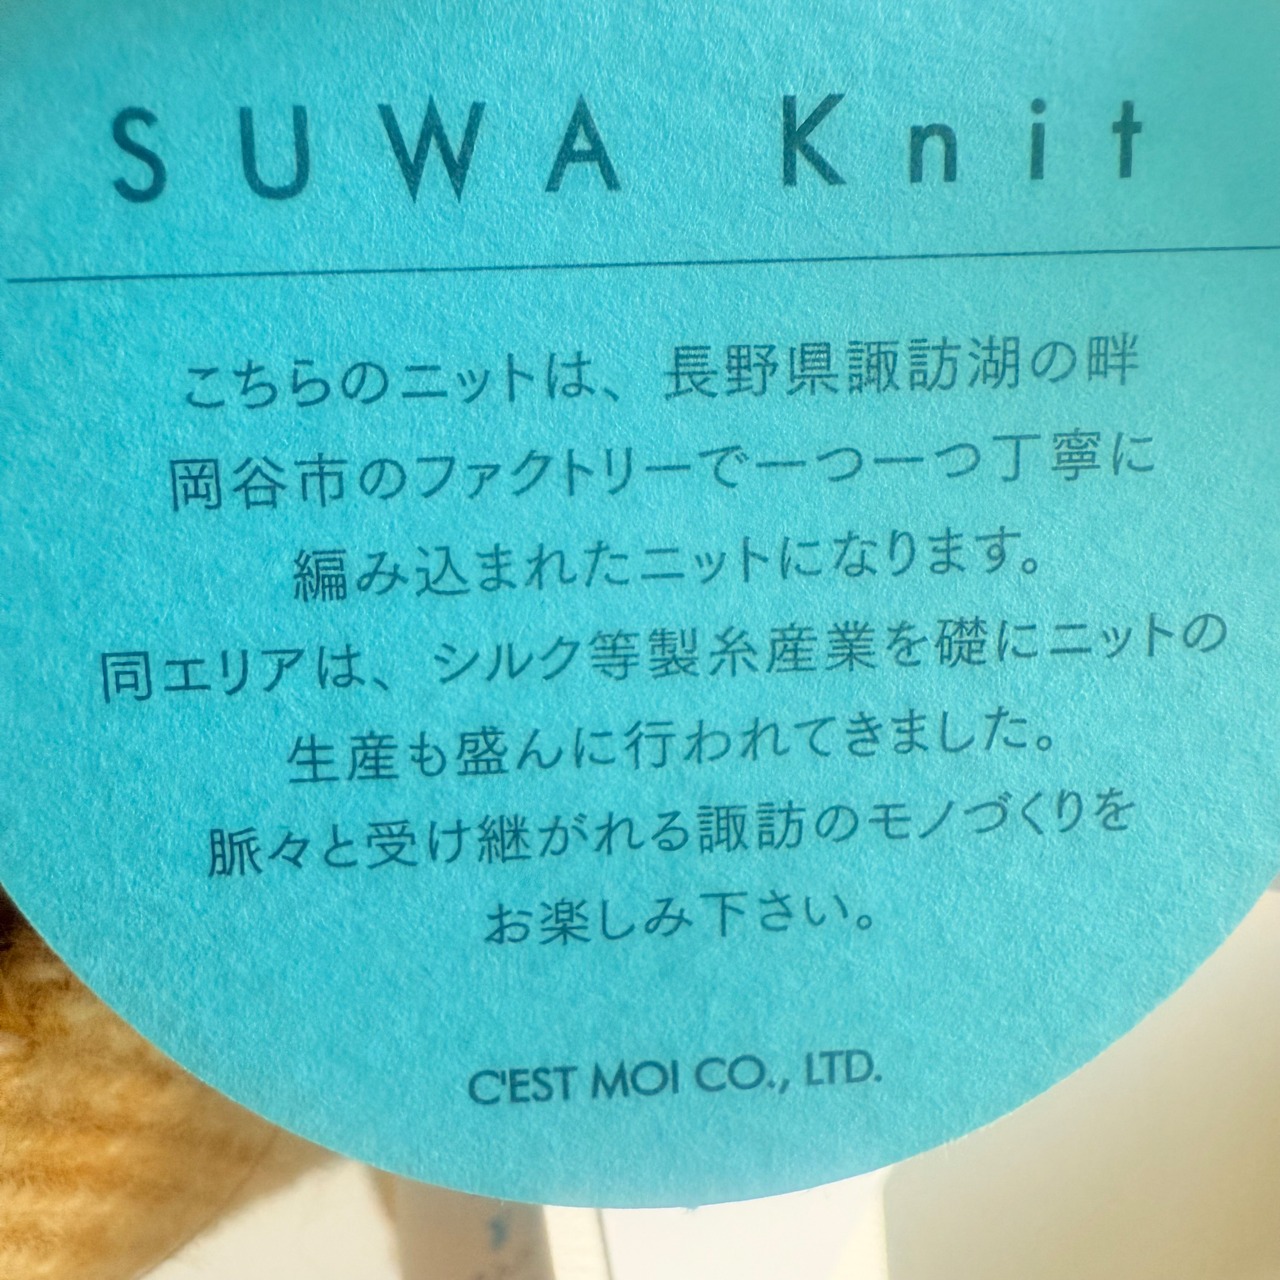 SUWA Knit
こちらのニットは、長野県諏訪湖の畔
岡谷市のファクトリーで一つ一つ丁寧に
編み込まれたニットになります。
同エリアは、シルク等製糸産業を礎にニットの
生産も盛んに行われてきました。
脈々と受け継がれる諏訪のモノづくりを
お楽しみ下さい。
C'EST MOI CO., LTD.